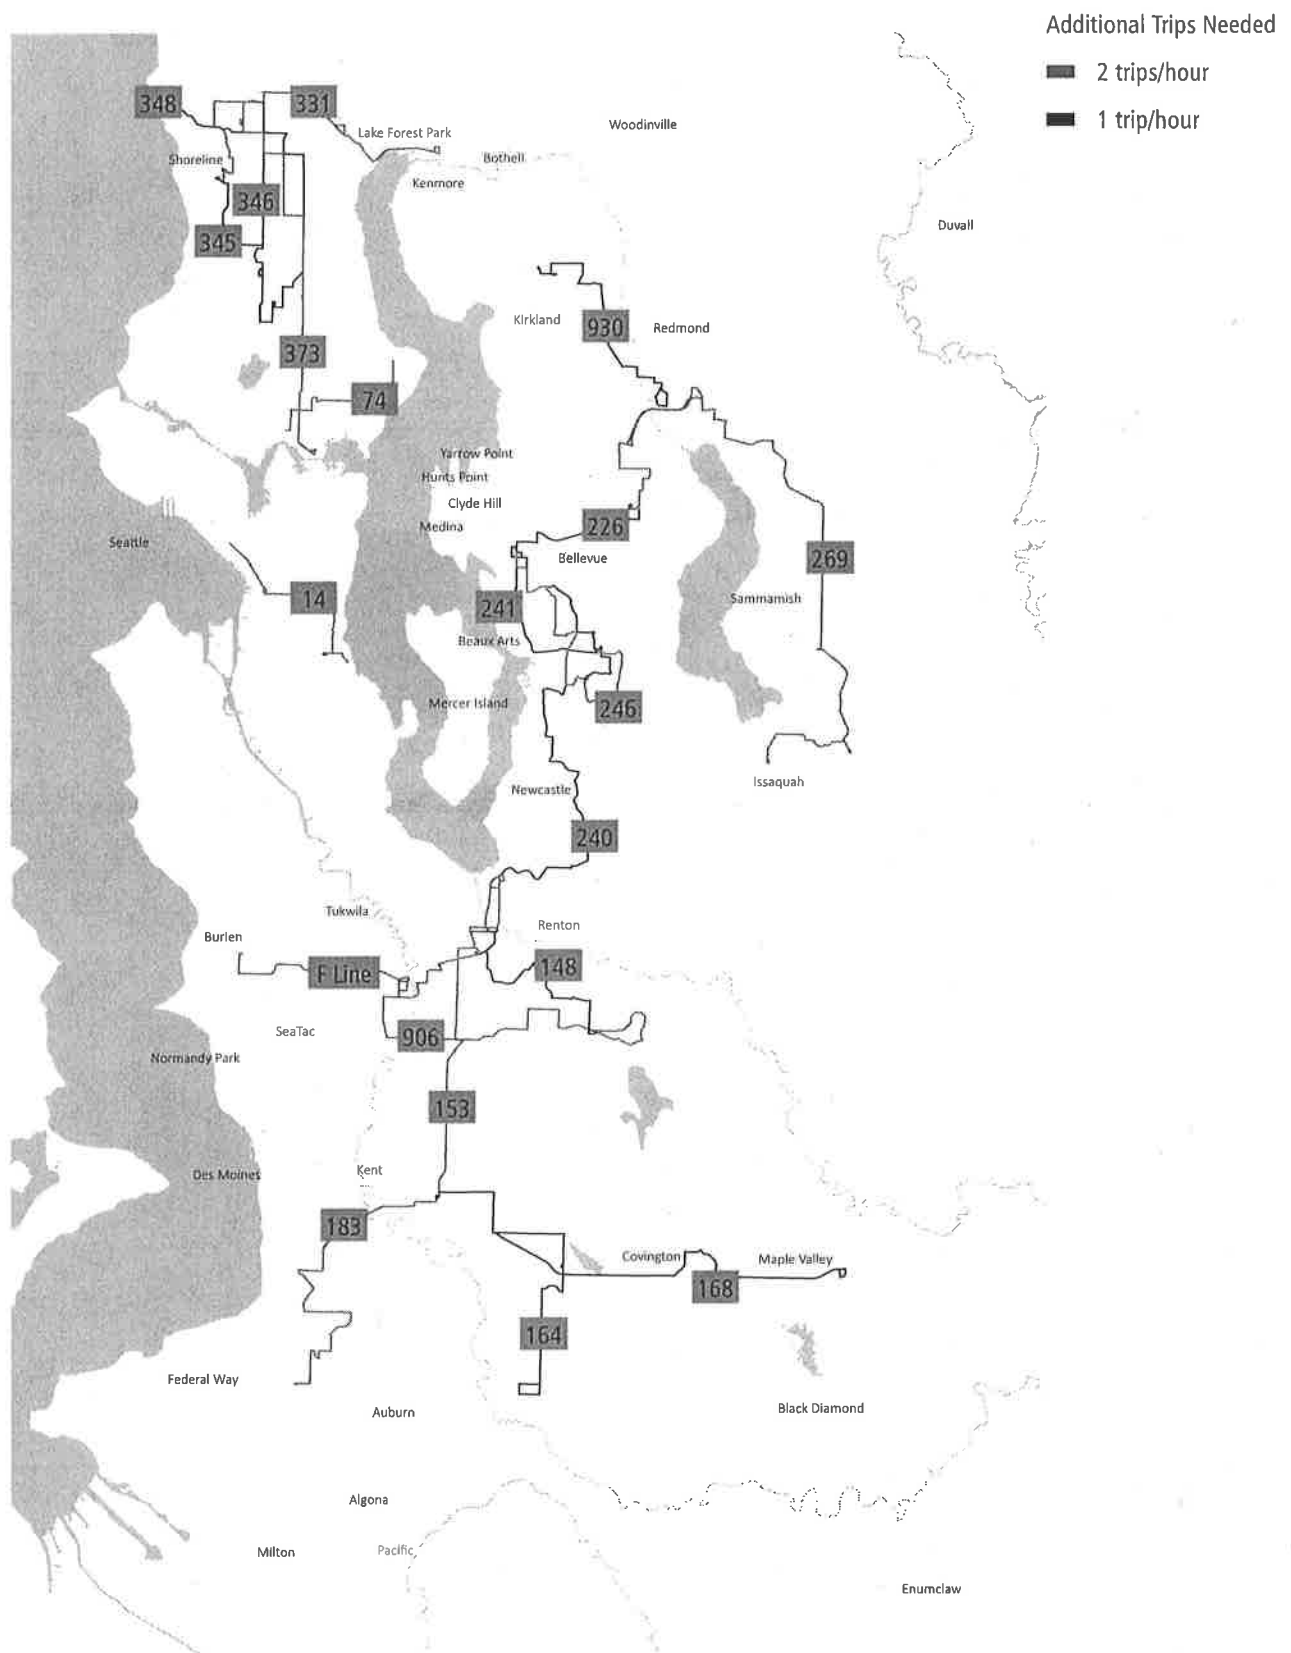 Additional Trips Needed
2 trips/hour
1 trip/hour
348
331
Lake Forest Park
Woodinville
Shoreline
Bothell
Kenmore
346
345
Duvall
Kirkland
930
Redmond
373
74
Yarrow Point
Hunts Point
Clyde Hill
Medina
226
Seattle
Bellevue
269
14
241
Sammamish
Beaux Arts
Mercer Island
246
Issaquah
Newcastle
240
Tukwila
Renton
Burien
F Line
148
SeaTac
906
Normandy Park
153
Kent
Des Moines
183
Covington
Maple Valley
168
164
Federal Way
Auburn
Black Diamond
Algona
Milton
Pacific
Enumclaw